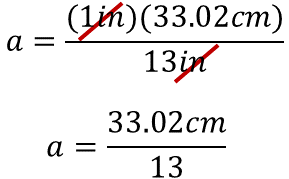 a = (1in)(33.02cm) / 13in
a = 33.02cm / 13